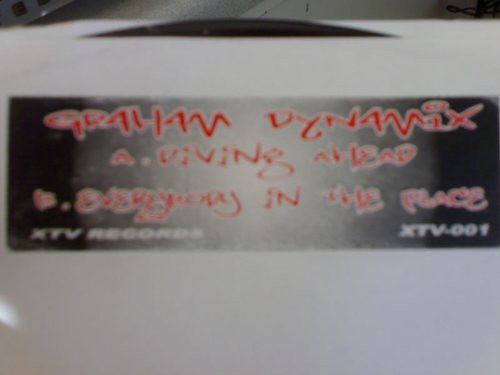 GRAHAM DYNAMIX
A. DIVING AHEAD
B. EVERYBODY IN THE PLACE
XTV RECORDS XTV-001